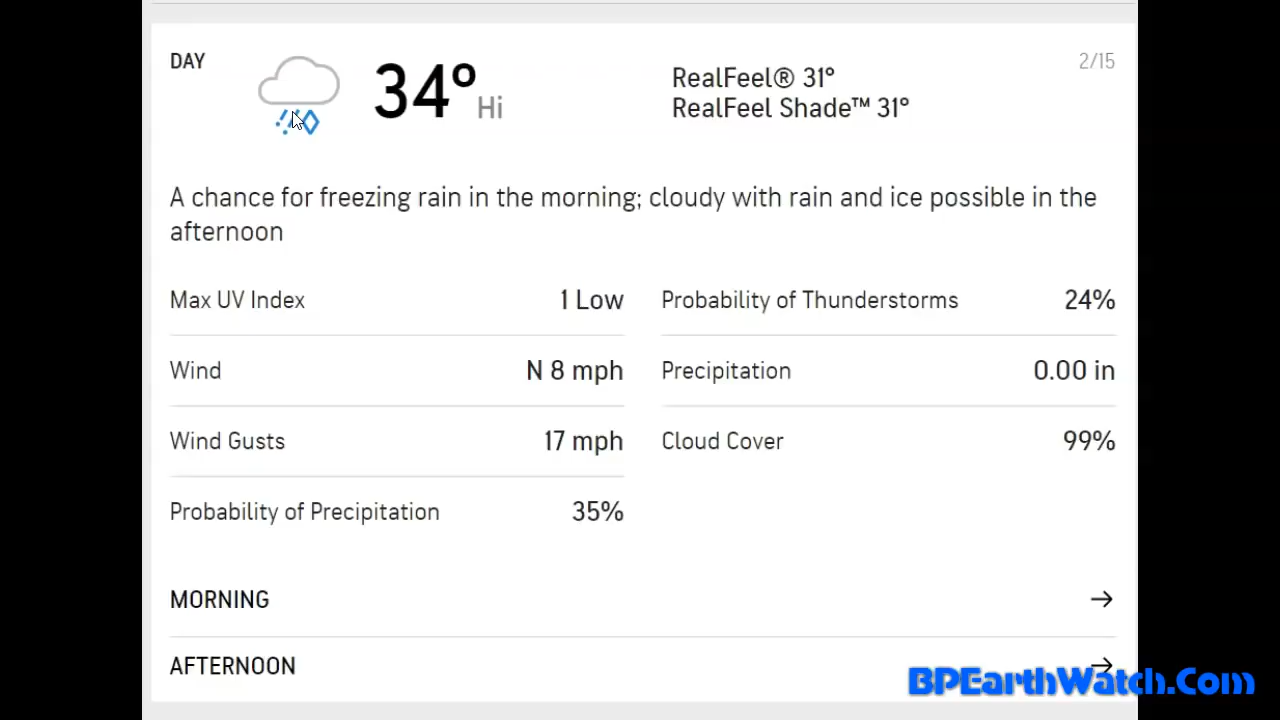 DAY
34° Hi
RealFeel® 31°
RealFeel Shade™ 31°
2/15
A chance for freezing rain in the morning; cloudy with rain and ice possible in the
afternoon
Max UV Index 1 Low
Wind N 8 mph
Wind Gusts 17 mph
Probability of Precipitation 35%
Probability of Thunderstorms 24%
Precipitation 0.00 in
Cloud Cover 99%
MORNING
AFTERNOON
BPEarthWatch.Com